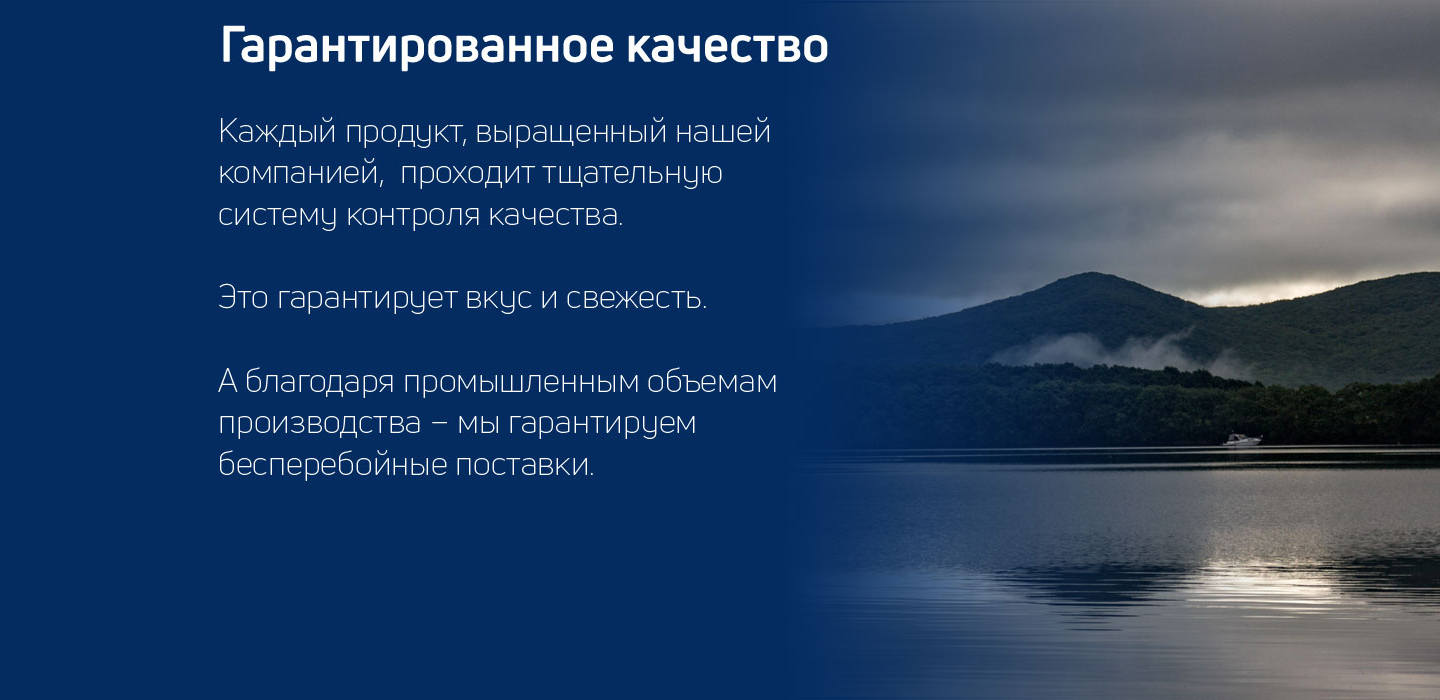 Гарантированное качество
Каждый продукт, выращенный нашей
компанией,  проходит тщательную
систему контроля качества.
Это гарантирует вкус и свежесть.
А благодаря промышленным объемам
производства – мы гарантируем
бесперебойные поставки.